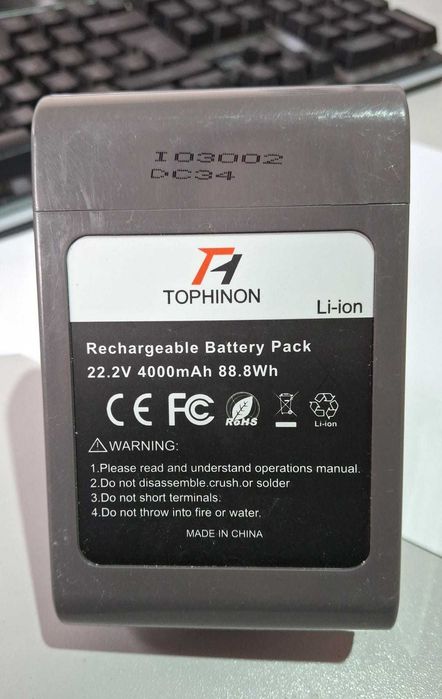 IO3002
DC34
TOPHINON
Li-ion
Rechargeable Battery Pack
22.2V 4000mAh 88.8Wh
CE FC RoHS Li-ion
WARNING:
1.Please read and understand operations manual.
2.Do not disassemble.crush.or solder
3.Do not short terminals.
4.Do not throw into fire or water.
MADE IN CHINA